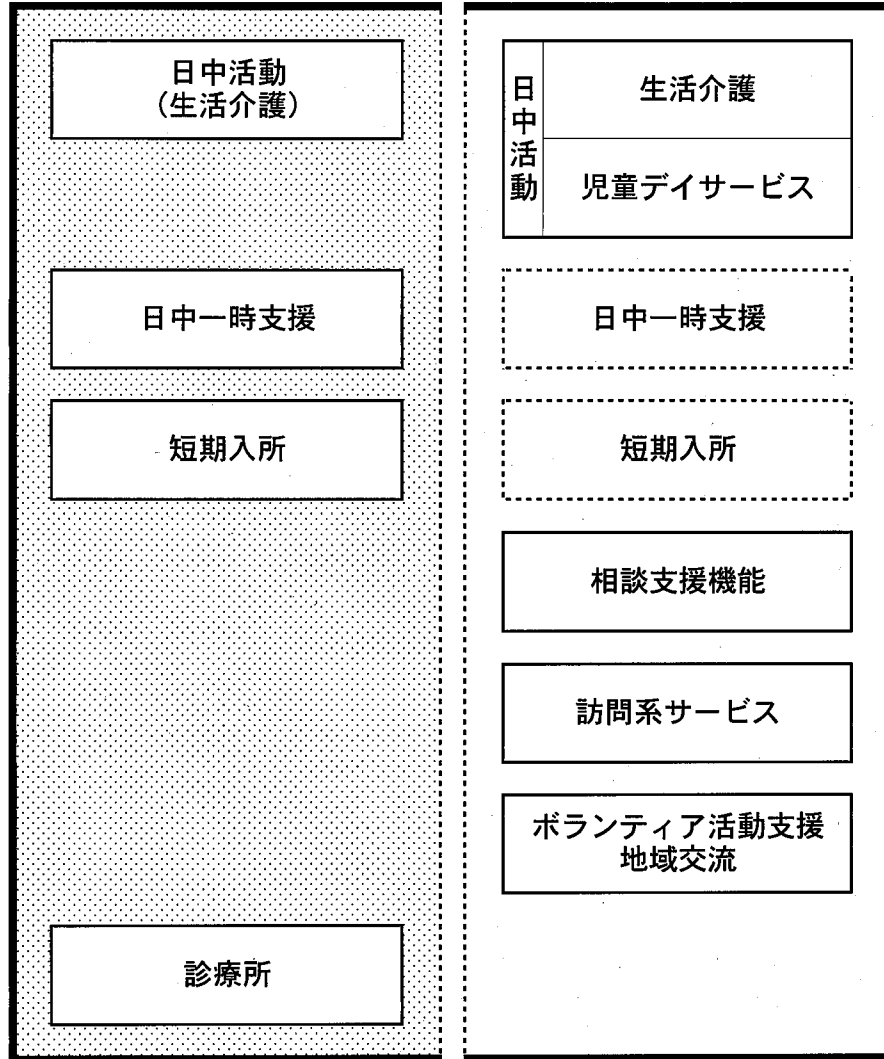 日中活動
（生活介護）
日中一時支援
短期入所
診療所
日中活動
生活介護
児童デイサービス
日中一時支援
短期入所
相談支援機能
訪問系サービス
ボランティア活動支援
地域交流